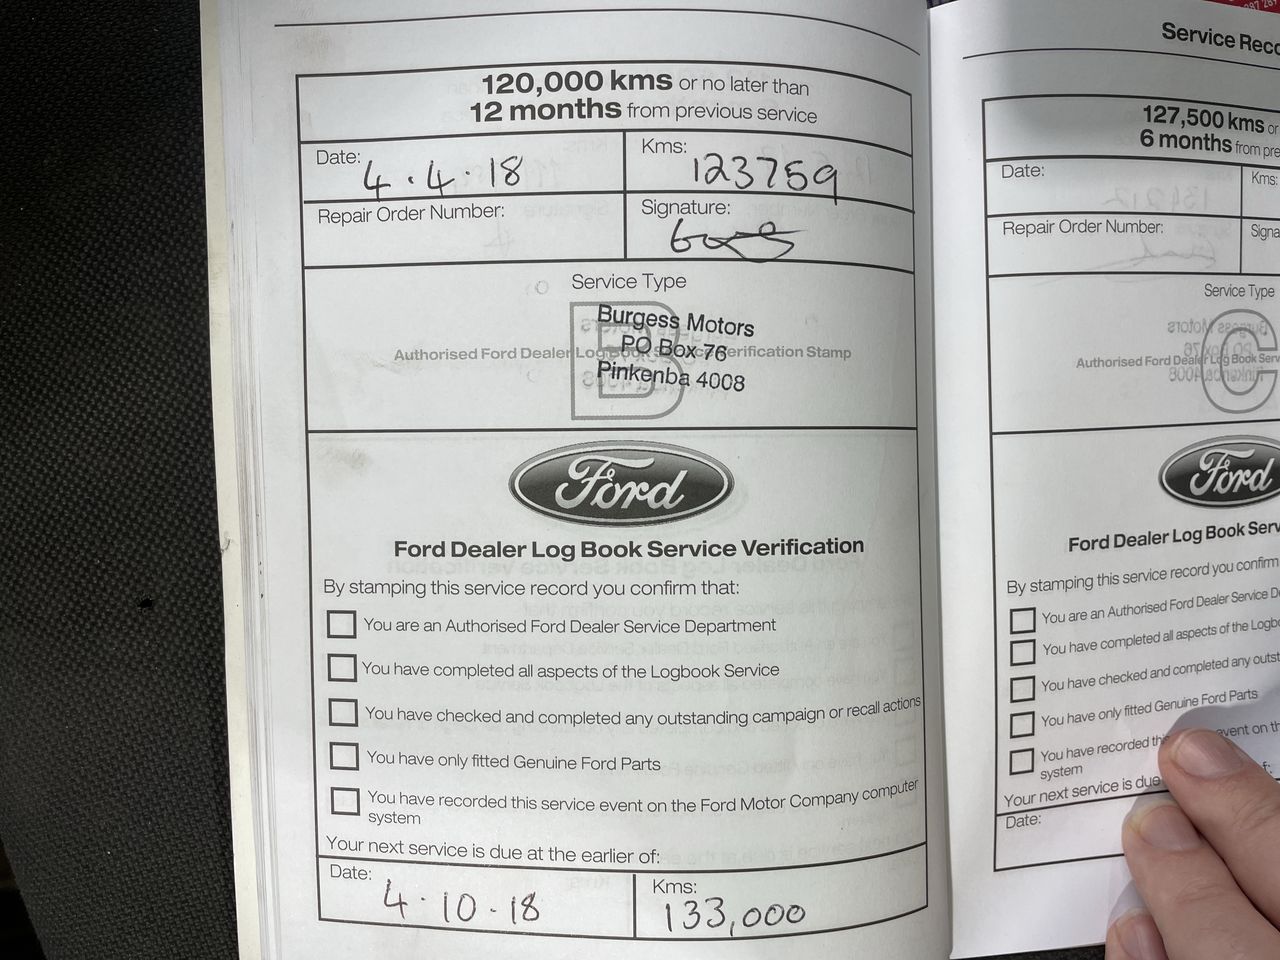 120,000 kms or no later than
12 months from previous service
Date: 4.4.18
Kms: 123759
Repair Order Number:
Signature:
Service Type
B
Authorised Ford Dealer Log Book Service Verification Stamp
Burgess Motors
PO Box 76
Pinkenba 4008
Ford
Ford Dealer Log Book Service Verification
By stamping this service record you confirm that:
You are an Authorised Ford Dealer Service Department
You have completed all aspects of the Logbook Service
You have checked and completed any outstanding campaign or recall actions
You have only fitted Genuine Ford Parts
You have recorded this service event on the Ford Motor Company computer
system
Your next service is due at the earlier of:
Date: 4.10.18
Kms: 133,000
Service
127,500 kms or
6 months from
Date:
Kms:
Repair Order Number:
Service Type
C
Authorised Ford Dealer Log Book
Ford
Ford Dealer Log Book
By stamping this service record you confirm
You are an Authorised Ford Dealer Service
You have completed all aspects of the
You have checked and completed any
You have only fitted Genuine Ford Parts
You have recorded event on
system
Your next service is due
Date: